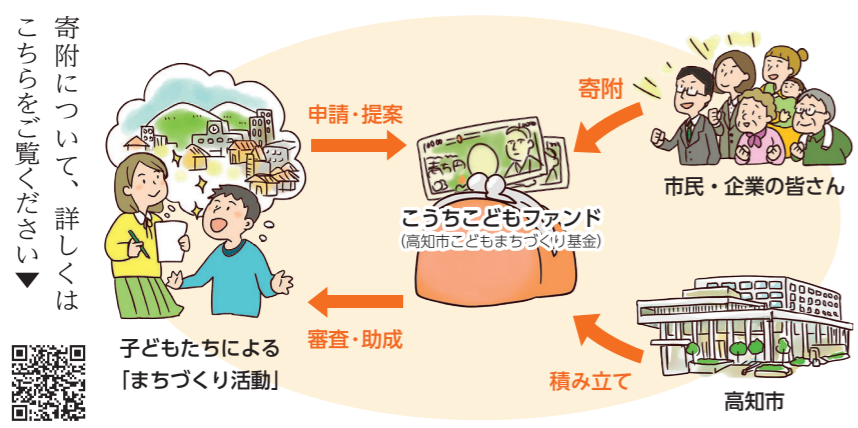 寄附について、詳しくは
こちらをご覧ください▼
申請・提案
寄附
市民・企業の皆さん
こうちこどもファンド
(高知市こどもまちづくり基金)
審査・助成
積み立て
子どもたちによる
「まちづくり活動」
高知市